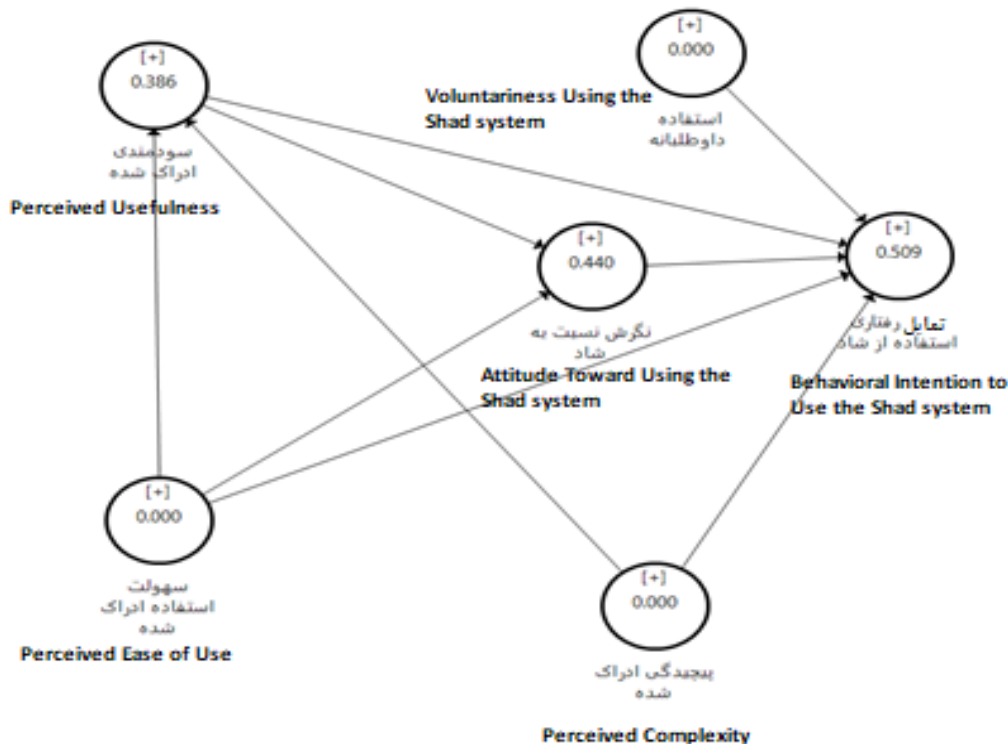 [+]
0.386
سودمندی
ادراک شده
Perceived Usefulness
[+]
0.000
استفاده
داوطلبانه
Voluntariness Using the
Shad system
[+]
0.440
نگرش نسبت به
شاد
Attitude Toward Using the
Shad system
[+]
0.509
تمایل رفتاری
استفاده از شاد
Behavioral Intention to
Use the Shad system
[+]
0.000
سهولت
استفاده ادراک
شده
Perceived Ease of Use
[+]
0.000
پیچیدگی ادراک
شده
Perceived Complexity